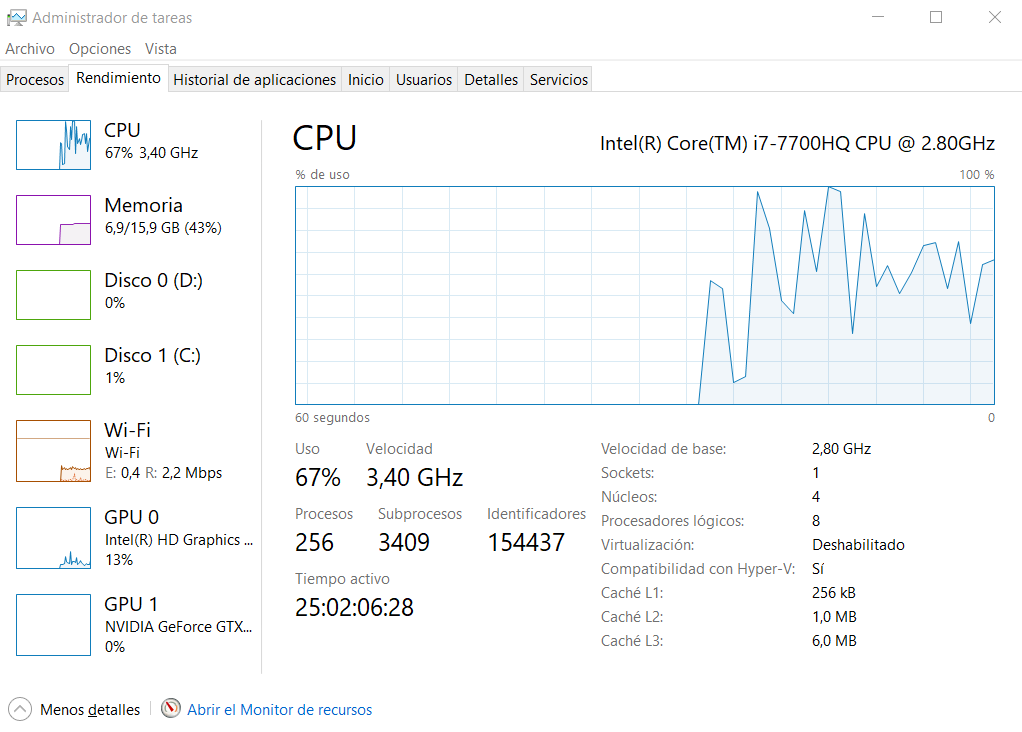 Administrador de tareas
Archivo Opciones Vista
Procesos Rendimiento Historial de aplicaciones Inicio Usuarios Detalles Servicios
CPU
67% 3,40 GHz
Memoria
6,9/15,9 GB (43%)
Disco 0 (D:)
0%
Disco 1 (C:)
1%
Wi-Fi
Wi-Fi
E: 0,4 R: 2,2 Mbps
GPU 0
Intel(R) HD Graphics ...
13%
GPU 1
NVIDIA GeForce GTX...
0%
CPU
Intel(R) Core(TM) i7-7700HQ CPU @ 2.80GHz
% de uso 100 %
60 segundos 0
Uso Velocidad
67% 3,40 GHz
Procesos Subprocesos Identificadores
256 3409 154437
Tiempo activo
25:02:06:28
Velocidad de base: 2,80 GHz
Sockets: 1
Núcleos: 4
Procesadores lógicos: 8
Virtualización: Deshabilitado
Compatibilidad con Hyper-V: Sí
Caché L1: 256 kB
Caché L2: 1,0 MB
Caché L3: 6,0 MB
Menos detalles Abrir el Monitor de recursos